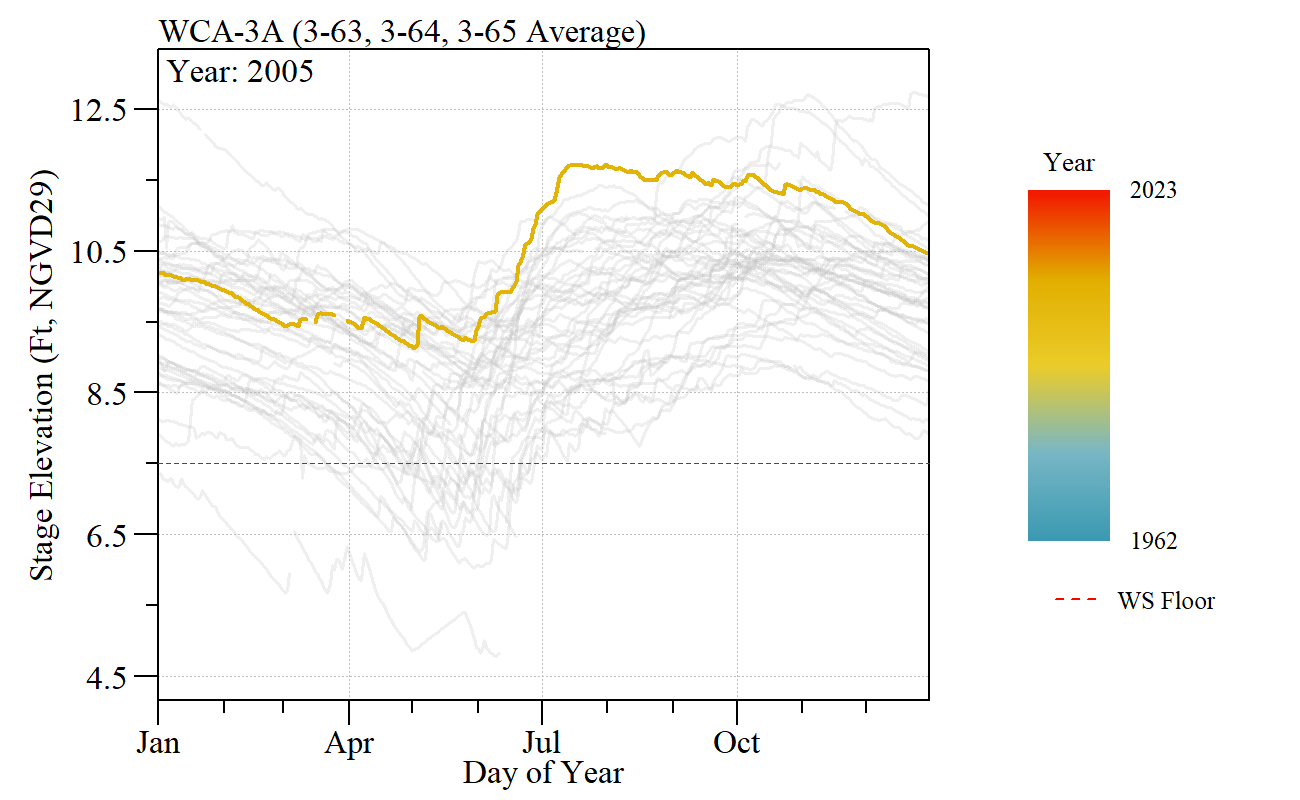 WCA-3A (3-63, 3-64, 3-65 Average)
Year: 2005
Stage Elevation (Ft, NGVD29)
12.5
10.5
8.5
6.5
4.5
Jan
Apr
Jul
Oct
Day of Year
Year
2023
1962
WS Floor